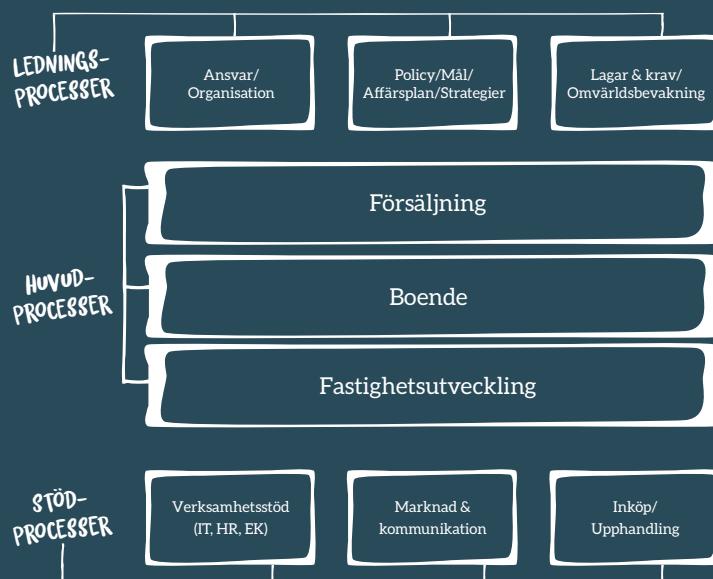 LEDNINGS-
PROCESSER
Ansvar/
Organisation
Policy/Mål/
Affärsplan/Strategier
Lagar & krav/
Omvärldsbevakning
HUVUD-
PROCESSER
Försäljning
Boende
Fastighetsutveckling
STÖD-
PROCESSER
Verksamhetsstöd
(IT, HR, EK)
Marknad &
kommunikation
Inköp/
Upphandling